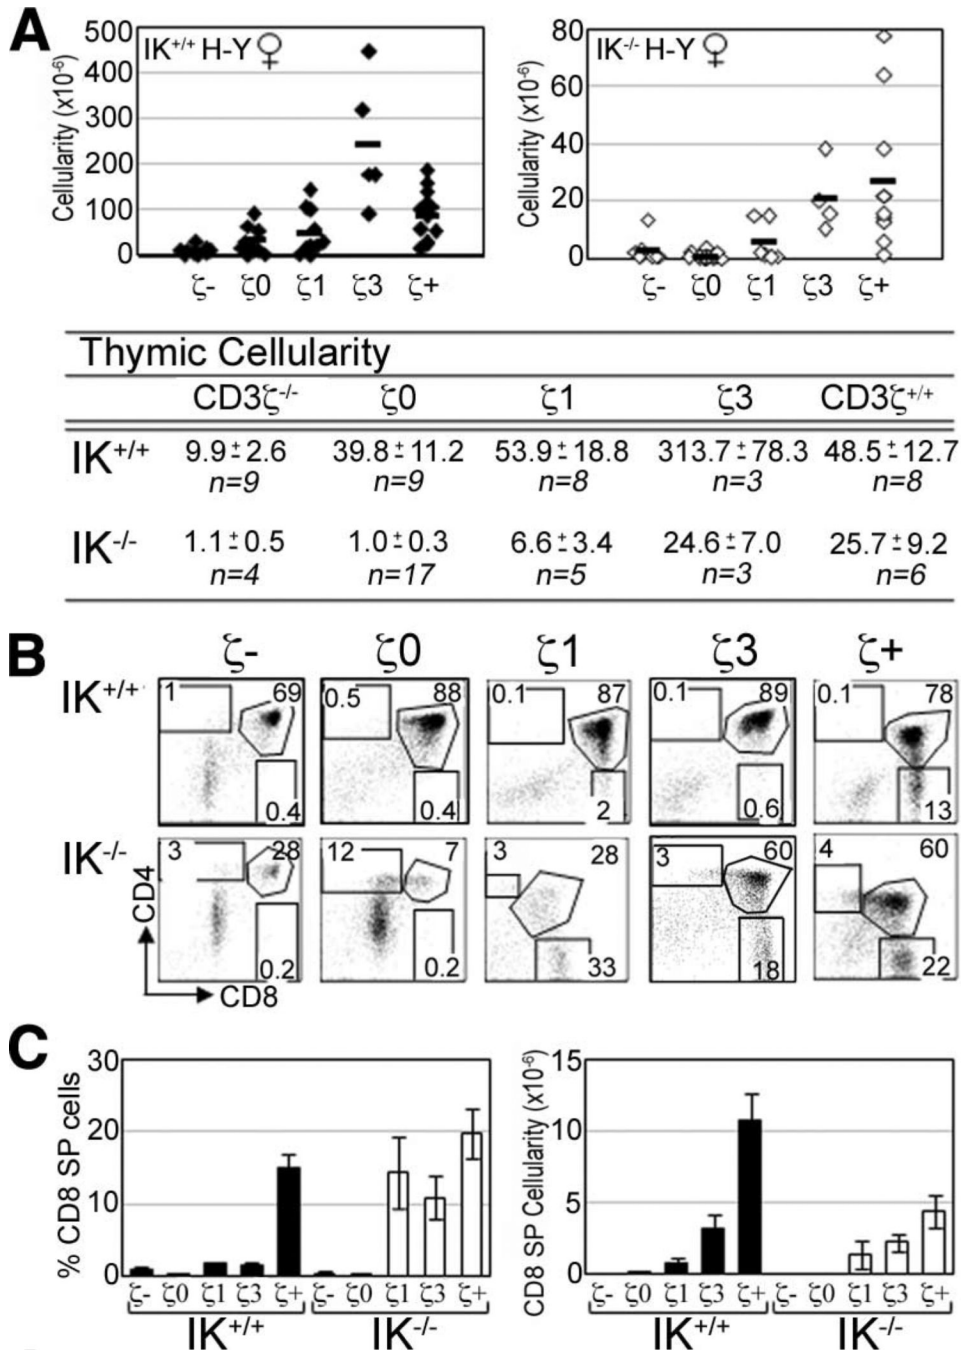 A
IK+/+ H-Y ♀
Cellularity (x10-6)
500
400
300
200
100
0
ζ- ζ0 ζ1 ζ3 ζ+
IK-/- H-Y ♀
Cellularity (x10-6)
80
60
40
20
0
ζ- ζ0 ζ1 ζ3 ζ+
Thymic Cellularity
CD3ζ-/- ζ0 ζ1 ζ3 CD3ζ+/+
IK+/+ 9.9±2.6 39.8±11.2 53.9±18.8 313.7±78.3 48.5±12.7
n=9 n=9 n=8 n=3 n=8
IK-/- 1.1±0.5 1.0±0.3 6.6±3.4 24.6±7.0 25.7±9.2
n=4 n=17 n=5 n=3 n=6
B
ζ- ζ0 ζ1 ζ3 ζ+
IK+/+
1 69 0.5 88 0.1 87 0.1 89 0.1 78
0.4 0.4 2 0.6 13
IK-/-
3 28 12 7 3 28 3 60 4 60
0.2 0.2 33 18 22
CD4
CD8
C
% CD8 SP cells
30
20
10
0
ζ- ζ0 ζ1 ζ3 ζ+ ζ- ζ0 ζ1 ζ3 ζ+
IK+/+ IK-/-
CD8 SP Cellularity (x10-6)
15
10
5
0
ζ- ζ0 ζ1 ζ3 ζ+ ζ- ζ0 ζ1 ζ3 ζ+
IK+/+ IK-/-